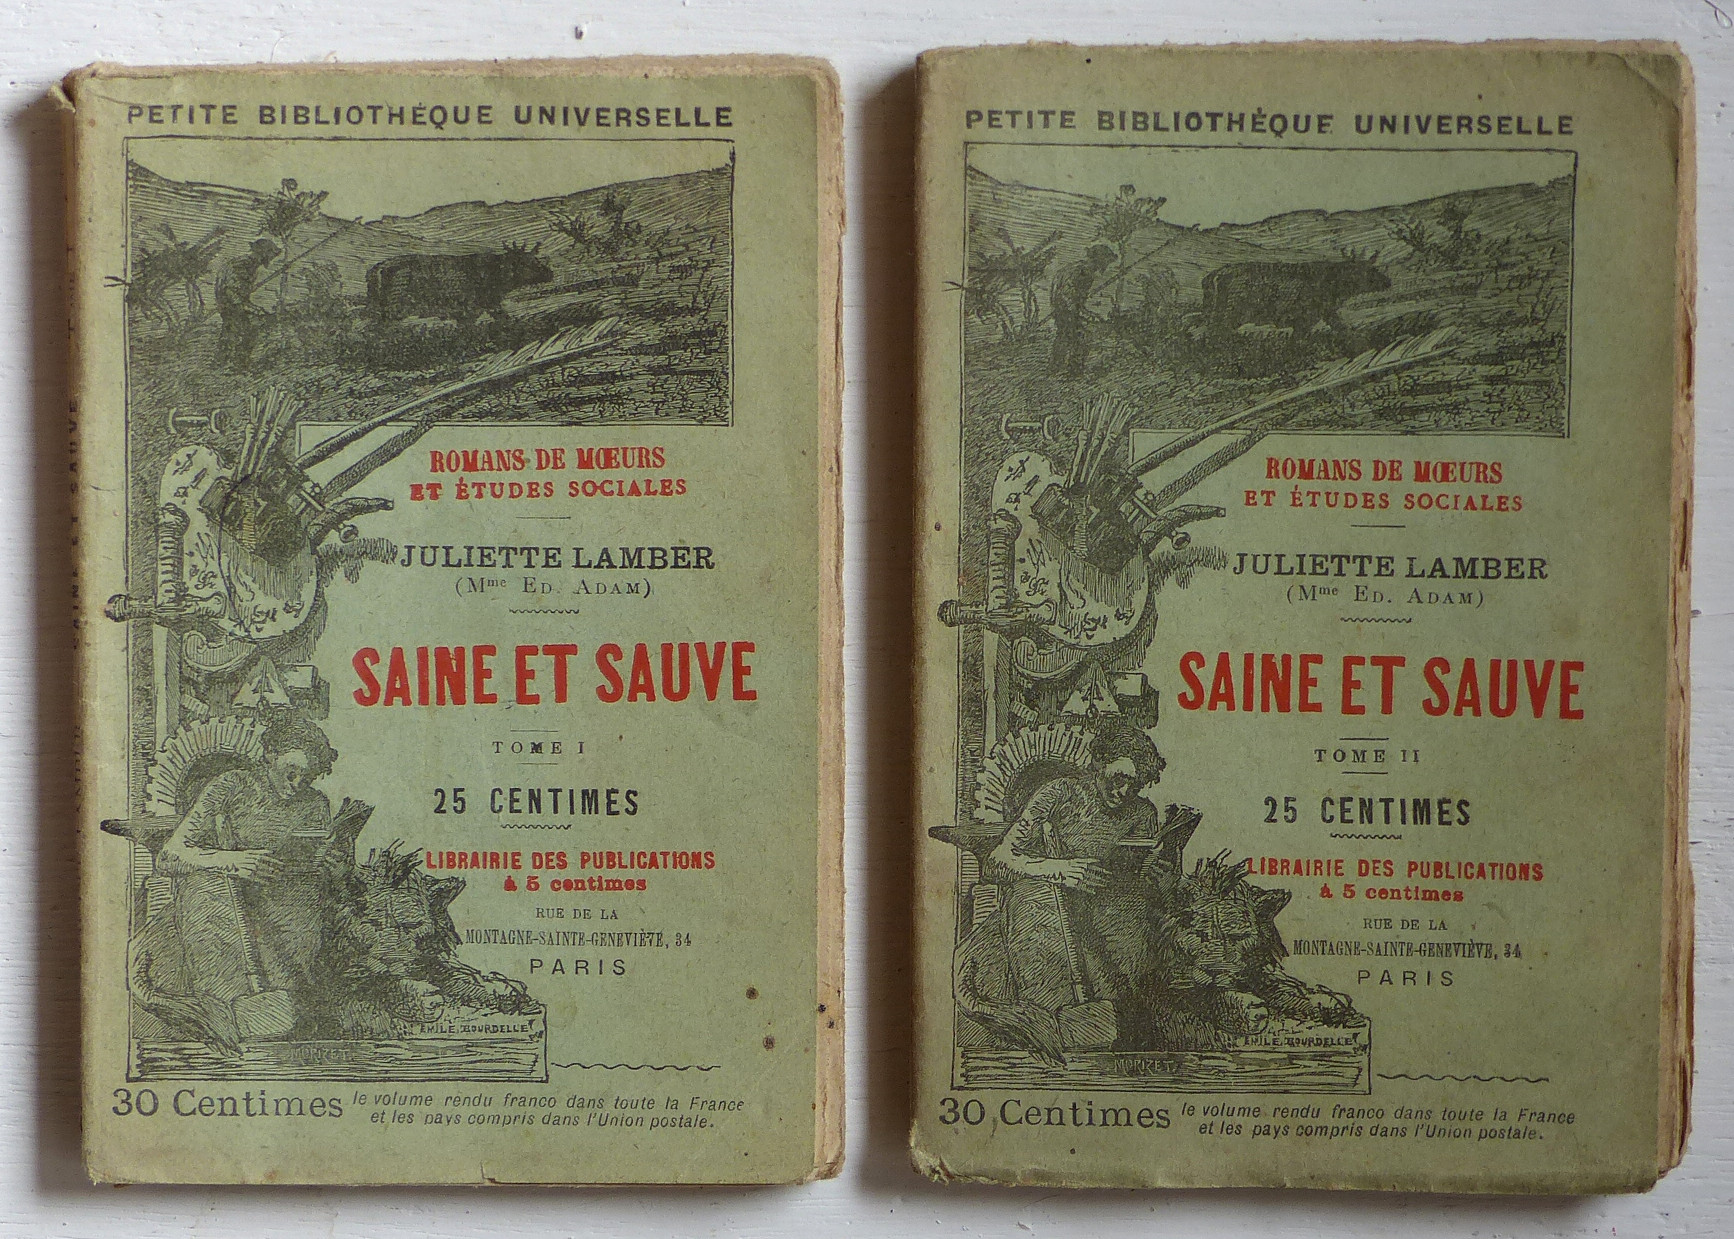 PETITE BIBLIOTHÈQUE UNIVERSELLE
ROMANS DE MŒURS
ET ÉTUDES SOCIALES
JULIETTE LAMBER
(Mme ED. ADAM)
SAINE ET SAUVE
TOME I
25 CENTIMES
LIBRAIRIE DES PUBLICATIONS
à 5 centimes
RUE DE LA
MONTAGNE-SAINTE-GENEVIÈVE, 34
PARIS
EMILE BOURDELLE
MORIZET
30 Centimes le volume rendu franco dans toute la France
et les pays compris dans l'Union postale.
SAINE ET SAUVE
PETITE BIBLIOTHÈQUE UNIVERSELLE
ROMANS DE MŒURS
ET ÉTUDES SOCIALES
JULIETTE LAMBER
(Mme ED. ADAM)
SAINE ET SAUVE
TOME II
25 CENTIMES
LIBRAIRIE DES PUBLICATIONS
à 5 centimes
RUE DE LA
MONTAGNE-SAINTE-GENEVIÈVE, 34
PARIS
EMILE BOURDELLE
MORIZET
30 Centimes le volume rendu franco dans toute la France
et les pays compris dans l'Union postale.